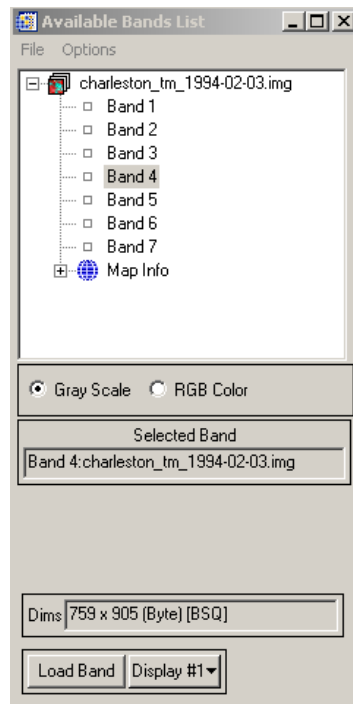 Available Bands List
File Options
charleston_tm_1994-02-03.img
Band 1
Band 2
Band 3
Band 4
Band 5
Band 6
Band 7
Map Info
Gray Scale RGB Color
Selected Band
Band 4:charleston_tm_1994-02-03.img
Dims 759 x 905 (Byte) [BSQ]
Load Band Display #1